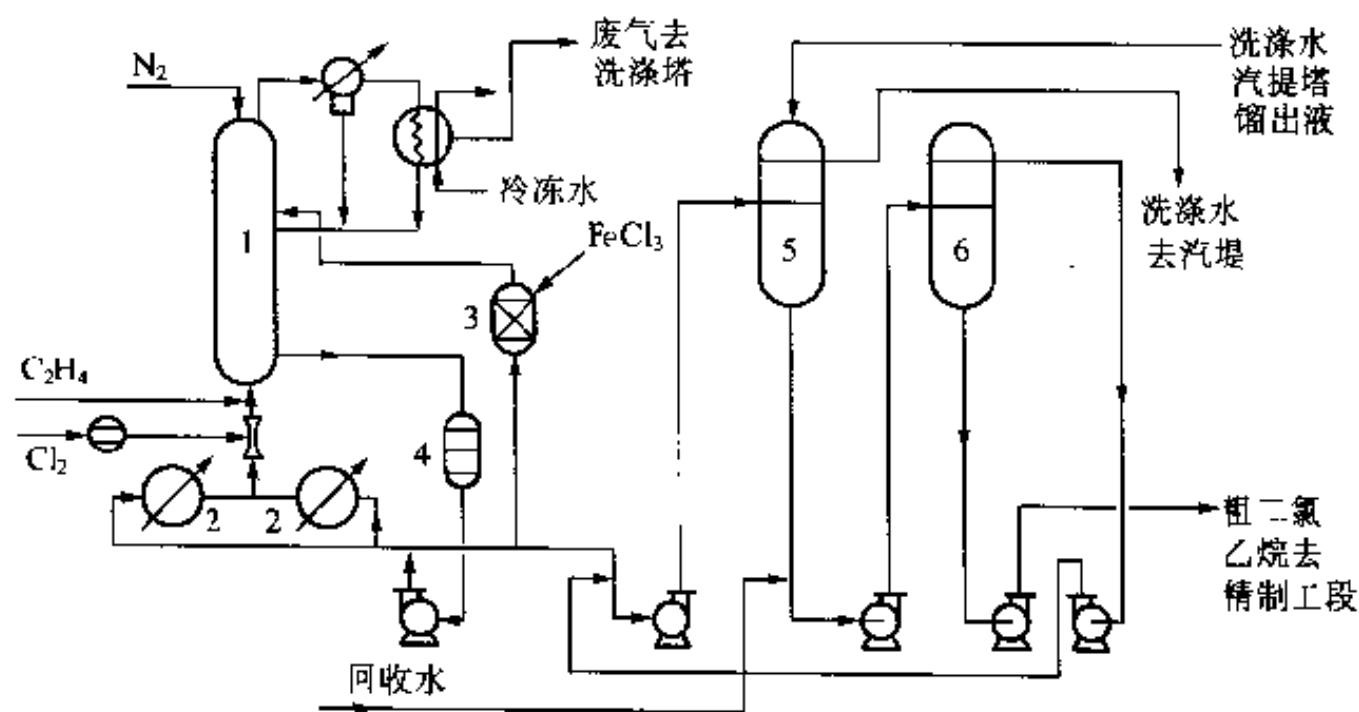 N₂
废气去
洗涤塔
洗涤水
汽提塔
馏出液
冷冻水
洗涤水
去汽堤
FeCl₃
1
3
5
6
C₂H₄
Cl₂
4
2
2
粗二氯
乙烷去
精制工段
回收水